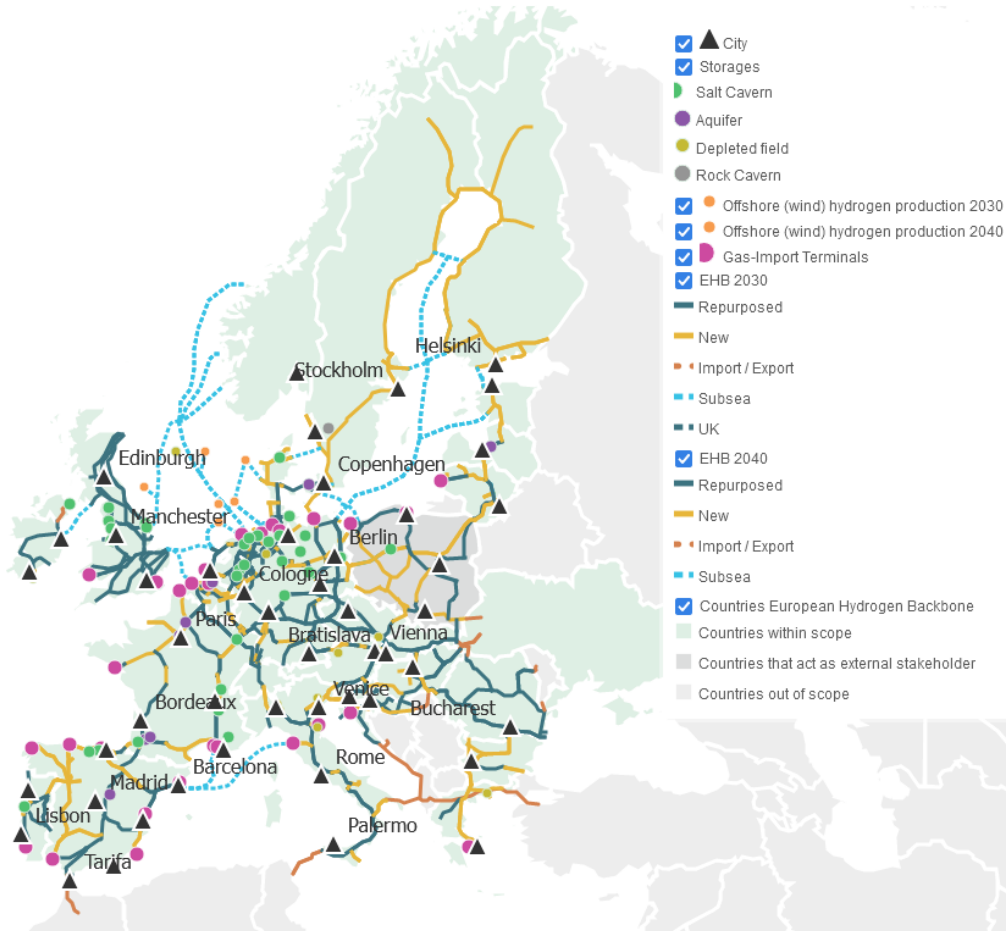 City
Storages
Salt Cavern
Aquifer
Depleted field
Rock Cavern
Offshore (wind) hydrogen production 2030
Offshore (wind) hydrogen production 2040
Gas-Import Terminals
EHB 2030
Repurposed
New
Import / Export
Subsea
UK
EHB 2040
Repurposed
New
Import / Export
Subsea
Countries European Hydrogen Backbone
Countries within scope
Countries that act as external stakeholder
Countries out of scope
Helsinki
Stockholm
Edinburgh
Copenhagen
Manchester
Berlin
Cologne
Paris
Bratislava
Vienna
Venice
Bordeaux
Bucharest
Rome
Barcelona
Madrid
Lisbon
Palermo
Tarifa